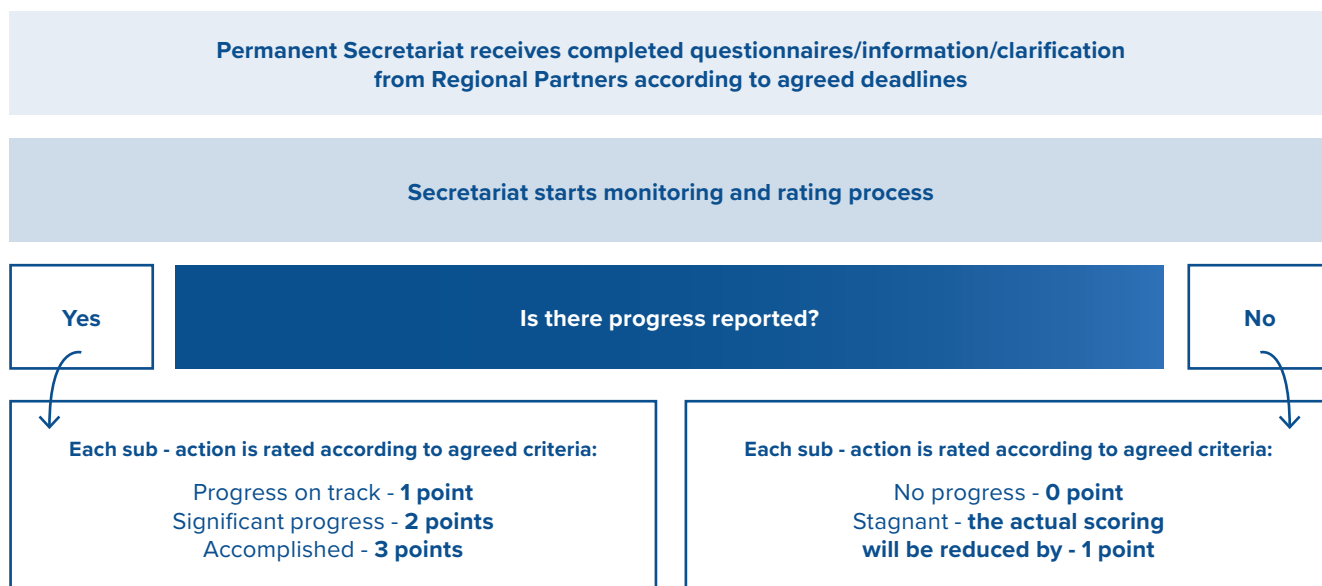 Permanent Secretariat receives completed questionnaires/information/clarification
from Regional Partners according to agreed deadlines
Secretariat starts monitoring and rating process
Yes
Is there progress reported?
No
Each sub - action is rated according to agreed criteria:
Progress on track - 1 point
Significant progress - 2 points
Accomplished - 3 points
Each sub - action is rated according to agreed criteria:
No progress - 0 point
Stagnant - the actual scoring
will be reduced by - 1 point